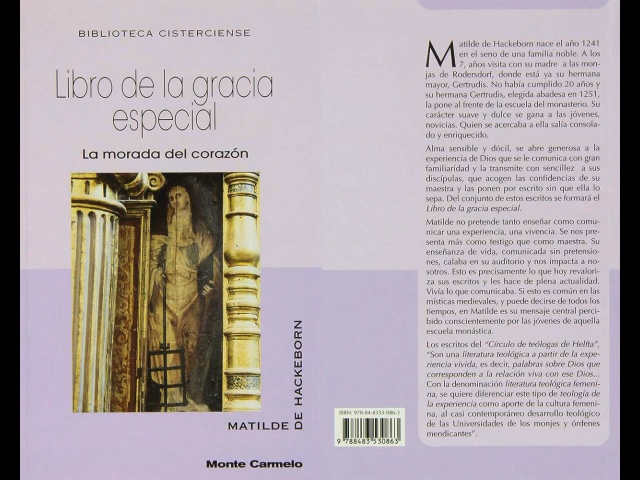 BIBLIOTECA CISTERCIENSE
Libro de la gracia
especial
La morada del corazón
MATILDE
DE HACKEBORN
Monte Carmelo
Matilde de Hackeborn nace el año 1241
en el seno de una familia noble. A los
7, años visita con su madre a las mon-
jas de Rodersdorf, donde está ya su hermana
mayor, Gertrudis. No había cumplido 20 años y
su hermana Gertrudis, elegida abadesa en 1251,
la pone al frente de la escuela del monasterio. Su
carácter suave y dulce se gana a las jóvenes,
novicias. Quien se acercaba a ella salía consola-
do y enriquecido.
Alma sensible y dócil, se abre generosa a la
experiencia de Dios que se le comunica con gran
familiaridad y la transmite con sencillez a sus
discípulas, que acogen las confidencias de su
maestra y las ponen por escrito sin que ella lo
sepa. Del conjunto de estos escritos se formará el
Libro de la gracia especial.
Matilde no pretende tanto enseñar como comu-
nicar una experiencia, una vivencia. Se nos pre-
senta más como testigo que como maestra. Su
enseñanza de vida, comunicada sin pretensio-
nes, calaba en su auditorio y nos impacta a no-
sotros. Esto es precisamente lo que hoy revalori-
za sus escritos y les hace de plena actualidad.
Vivía lo que comunicaba. Si esto es común en las
místicas medievales, y puede decirse de todos los
tiempos, en Matilde es su mensaje central perci-
bido conscientemente por las jóvenes de aquella
escuela monástica.
Los escritos del "Círculo de teólogas de Helfta",
"Son una literatura teológica a partir de la expe-
riencia vivida, es decir, palabras sobre Dios que
corresponden a la relación viva con ese Dios...
Con la denominación literatura teológica femeni-
na, se quiere diferenciar este tipo de teología de
la experiencia como aporte de la cultura femeni-
na, al casi contemporáneo desarrollo teológico
de las Universidades de los monjes y órdenes
mendicantes".
ISBN: 978-84-8353-086-3
9 788483 530863